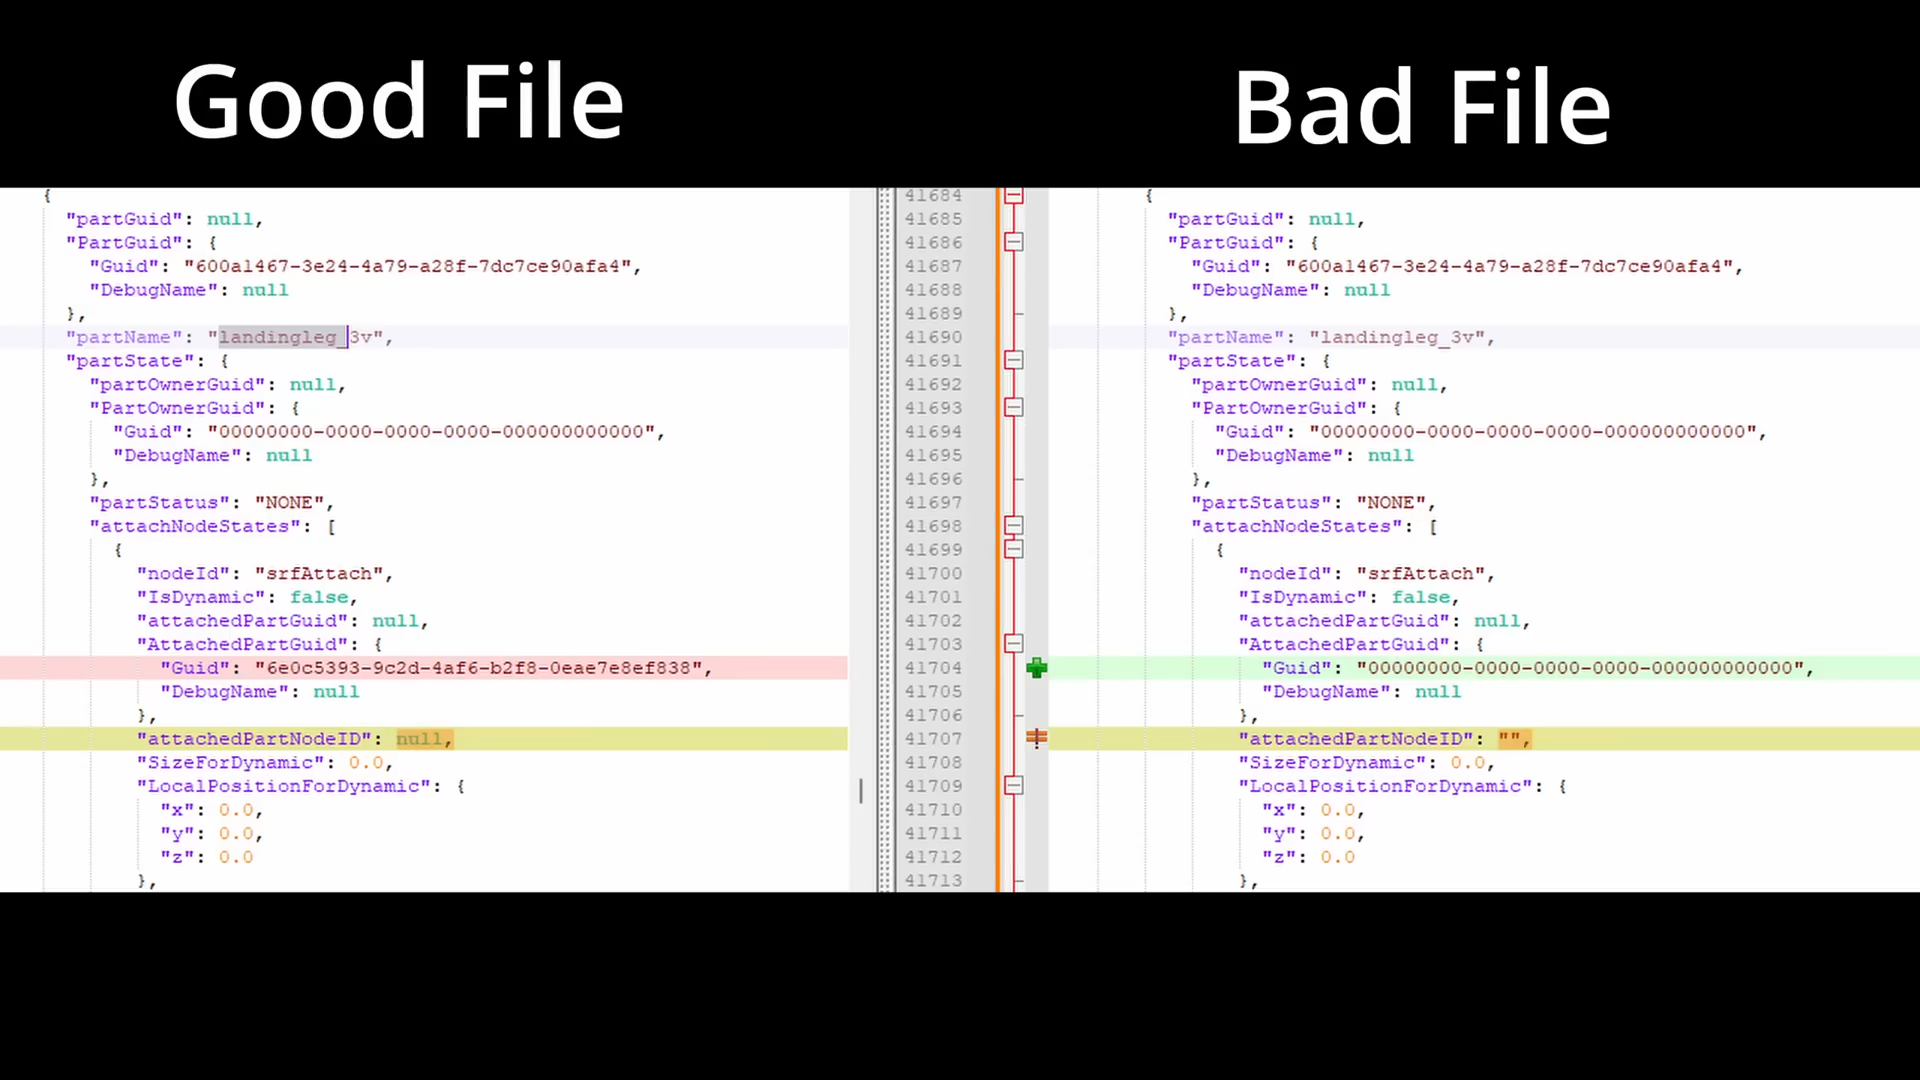 Good File
Bad File
{
"partGuid": null,
"PartGuid": {
"Guid": "600a1467-3e24-4a79-a28f-7dc7ce90afa4",
"DebugName": null
},
"partName": "landingleg_3v",
"partState": {
"partOwnerGuid": null,
"PartOwnerGuid": {
"Guid": "00000000-0000-0000-0000-000000000000",
"DebugName": null
},
"partStatus": "NONE",
"attachNodeStates": [
{
"nodeId": "srfAttach",
"IsDynamic": false,
"attachedPartGuid": null,
"AttachedPartGuid": {
"Guid": "6e0c5393-9c2d-4af6-b2f8-0eae7e8ef838",
"DebugName": null
},
"attachedPartNodeID": null,
"SizeForDynamic": 0.0,
"LocalPositionForDynamic": {
"x": 0.0,
"y": 0.0,
"z": 0.0
},
41684 {
41685 "partGuid": null,
41686 "PartGuid": {
41687 "Guid": "600a1467-3e24-4a79-a28f-7dc7ce90afa4",
41688 "DebugName": null
41689 },
41690 "partName": "landingleg_3v",
41691 "partState": {
41692 "partOwnerGuid": null,
41693 "PartOwnerGuid": {
41694 "Guid": "00000000-0000-0000-0000-000000000000",
41695 "DebugName": null
41696 },
41697 "partStatus": "NONE",
41698 "attachNodeStates": [
41699 {
41700 "nodeId": "srfAttach",
41701 "IsDynamic": false,
41702 "attachedPartGuid": null,
41703 "AttachedPartGuid": {
41704 "Guid": "00000000-0000-0000-0000-000000000000",
41705 "DebugName": null
41706 },
41707 "attachedPartNodeID": "",
41708 "SizeForDynamic": 0.0,
41709 "LocalPositionForDynamic": {
41710 "x": 0.0,
41711 "y": 0.0,
41712 "z": 0.0
41713 },